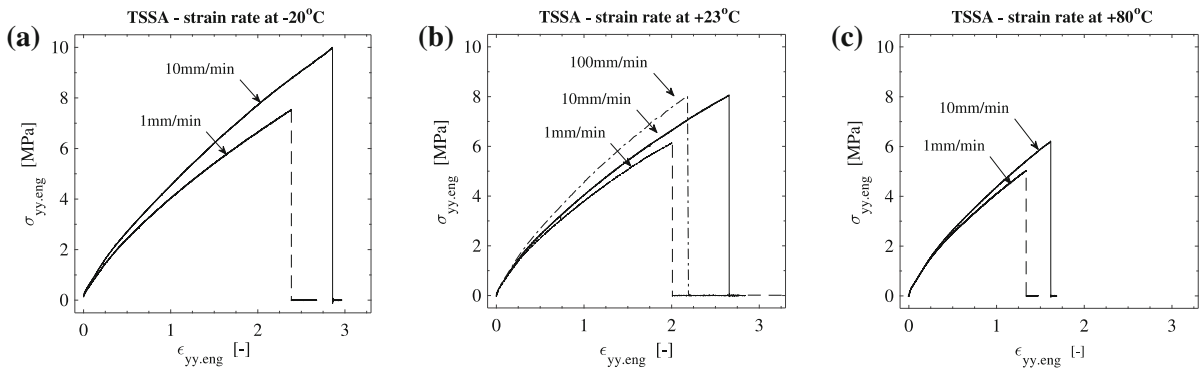 TSSA - strain rate at -20°C
(a)
10
8
6
4
2
0
σyy.eng [MPa]
10mm/min
1mm/min
0 1 2 3
ϵyy.eng [-]
TSSA - strain rate at +23°C
(b)
10
8
6
4
2
0
σyy.eng [MPa]
100mm/min
10mm/min
1mm/min
0 1 2 3
ϵyy.eng [-]
TSSA - strain rate at +80°C
(c)
10
8
6
4
2
0
σyy.eng [MPa]
10mm/min
1mm/min
0 1 2 3
ϵyy.eng [-]